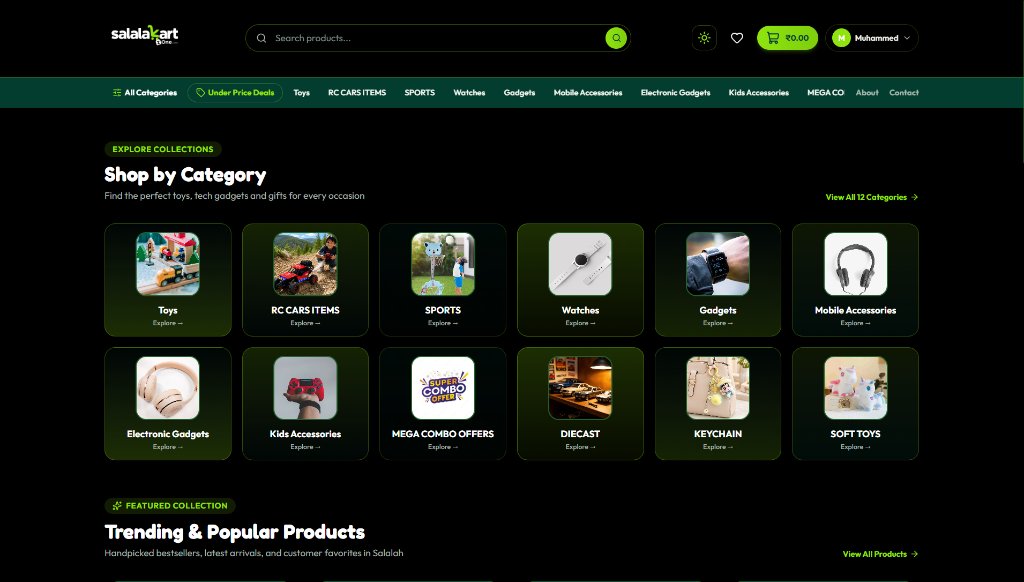 salalakart
One
Search products...
₹0.00
M
Muhammed
All Categories
Under Price Deals
Toys
RC CARS ITEMS
SPORTS
Watches
Gadgets
Mobile Accessories
Electronic Gadgets
Kids Accessories
MEGA CO
About
Contact
EXPLORE COLLECTIONS
Shop by Category
Find the perfect toys, tech gadgets and gifts for every occasion
View All 12 Categories →
Toys
Explore →
RC CARS ITEMS
Explore →
SPORTS
Explore →
Watches
Explore →
Gadgets
Explore →
Mobile Accessories
Explore →
Electronic Gadgets
Explore →
Kids Accessories
Explore →
SUPER
COMBO
OFFER
MEGA COMBO OFFERS
Explore →
DIECAST
Explore →
KEYCHAIN
Explore →
SOFT TOYS
Explore →
FEATURED COLLECTION
Trending & Popular Products
Handpicked bestsellers, latest arrivals, and customer favorites in Salalah
View All Products →